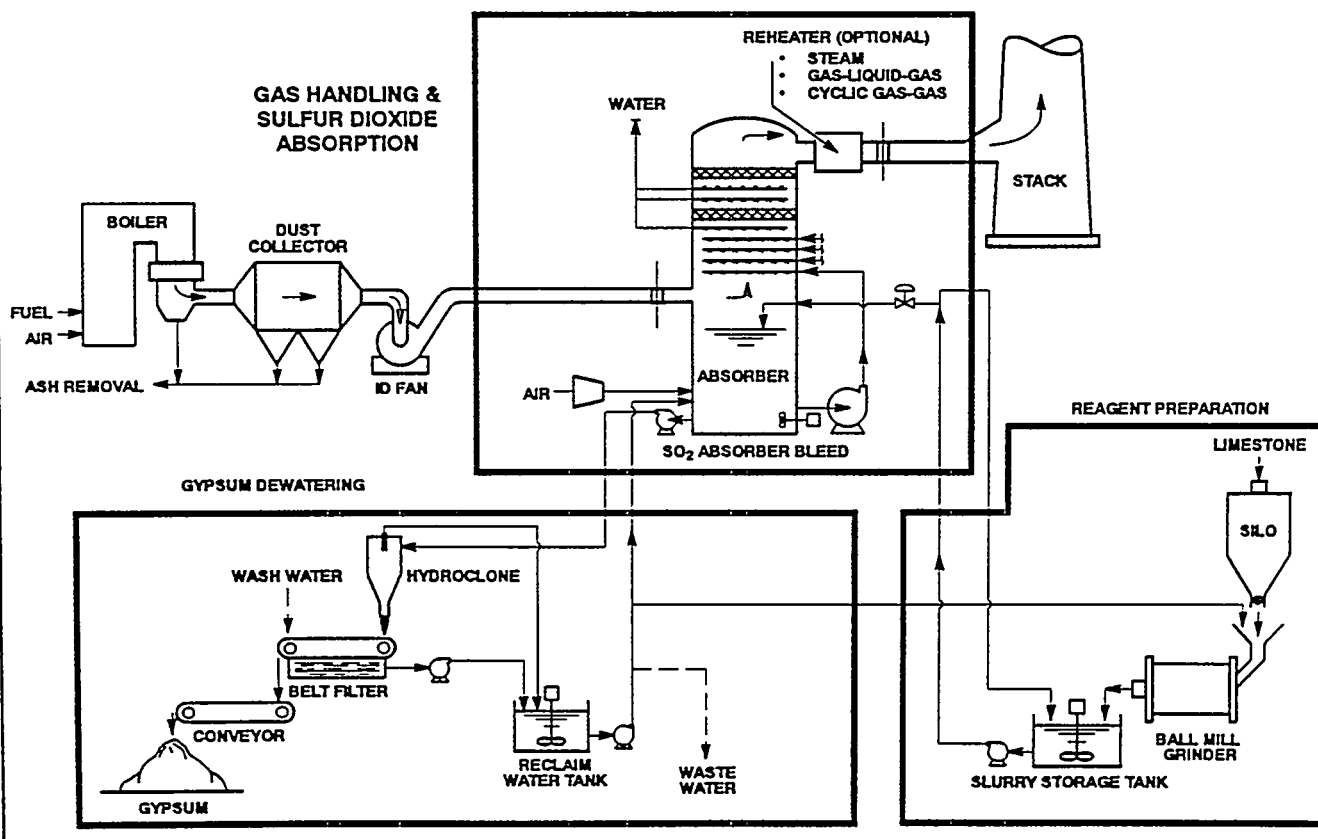 REHEATER (OPTIONAL)
• STEAM
• GAS-LIQUID-GAS
• CYCLIC GAS-GAS
GAS HANDLING &
SULFUR DIOXIDE
ABSORPTION
WATER
STACK
BOILER
DUST
COLLECTOR
FUEL
AIR
ASH REMOVAL
ID FAN
ABSORBER
AIR
SO₂ ABSORBER BLEED
REAGENT PREPARATION
LIMESTONE
SILO
GYPSUM DEWATERING
HYDROCLONE
WASH WATER
BELT FILTER
CONVEYOR
GYPSUM
RECLAIM
WATER TANK
WASTE
WATER
BALL MILL
GRINDER
SLURRY STORAGE TANK